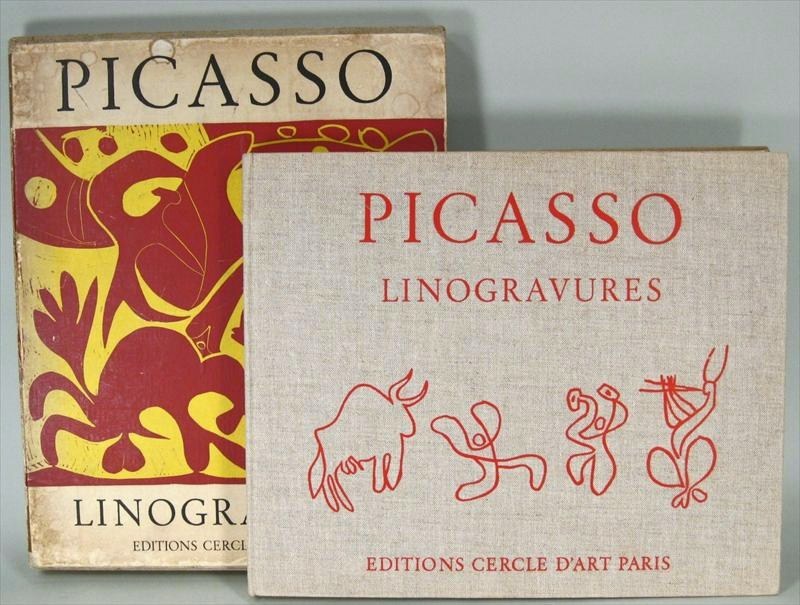 PICASSO
LINOGRA
EDITIONS CERCL
PICASSO
LINOGRAVURES
EDITIONS CERCLE D'ART PARIS